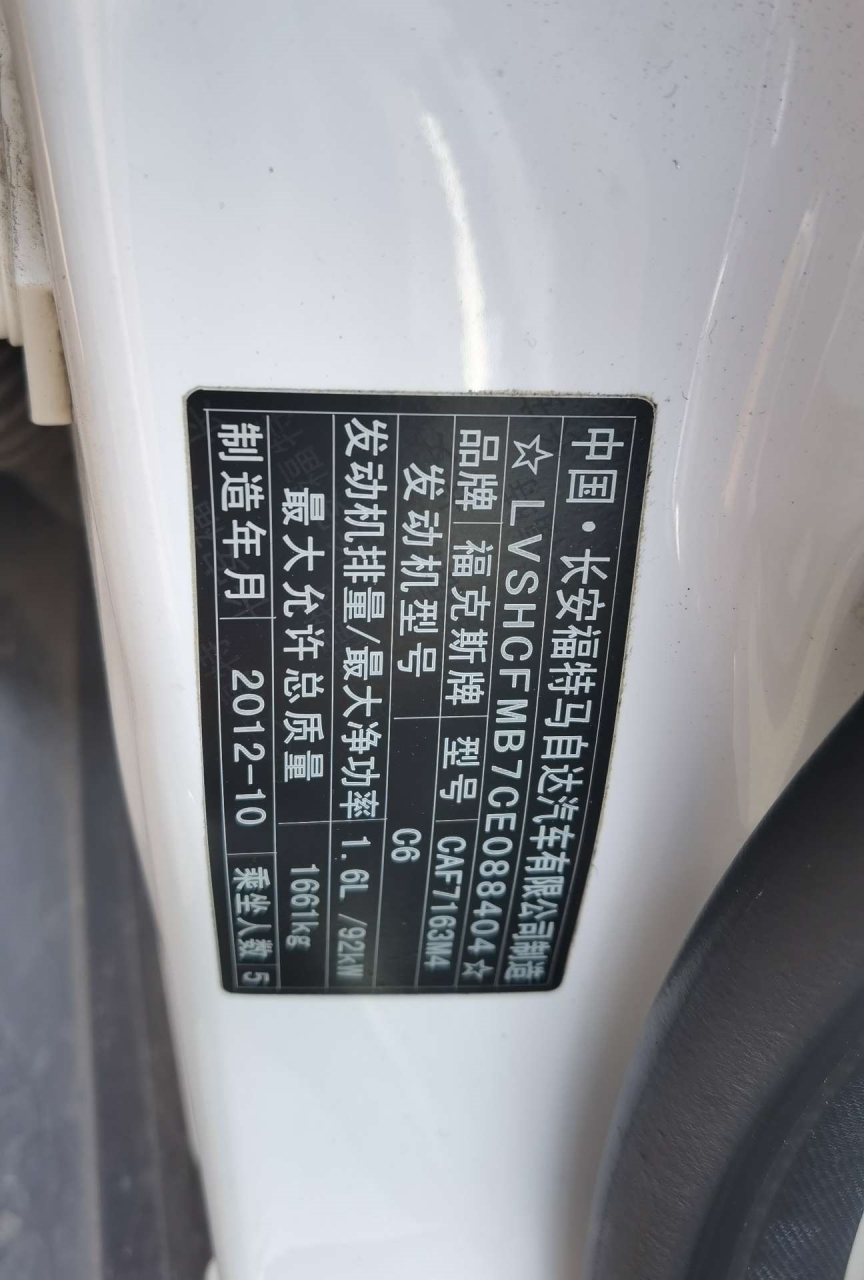 中国·长安福特马自达汽车有限公司制造
☆LVSHCFMB7CE088404☆
品牌 福克斯牌 型号 CAF7163M4
发动机型号 C6
发动机排量/最大净功率 1.6L /92kW
最大允许总质量 1661kg
制造年月 2012-10 乘坐人数 5